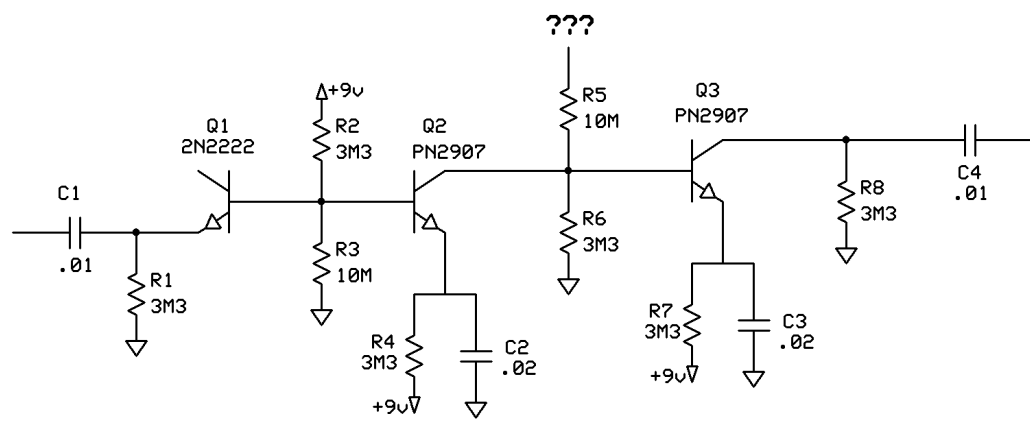 ???
+9v
R5
10M
Q3
PN2907
Q1
2N2222
R2
3M3
Q2
PN2907
C1
.01
R1
3M3
R3
10M
R6
3M3
R8
3M3
C4
.01
R4
3M3
C2
.02
R7
3M3
C3
.02
+9v
+9v